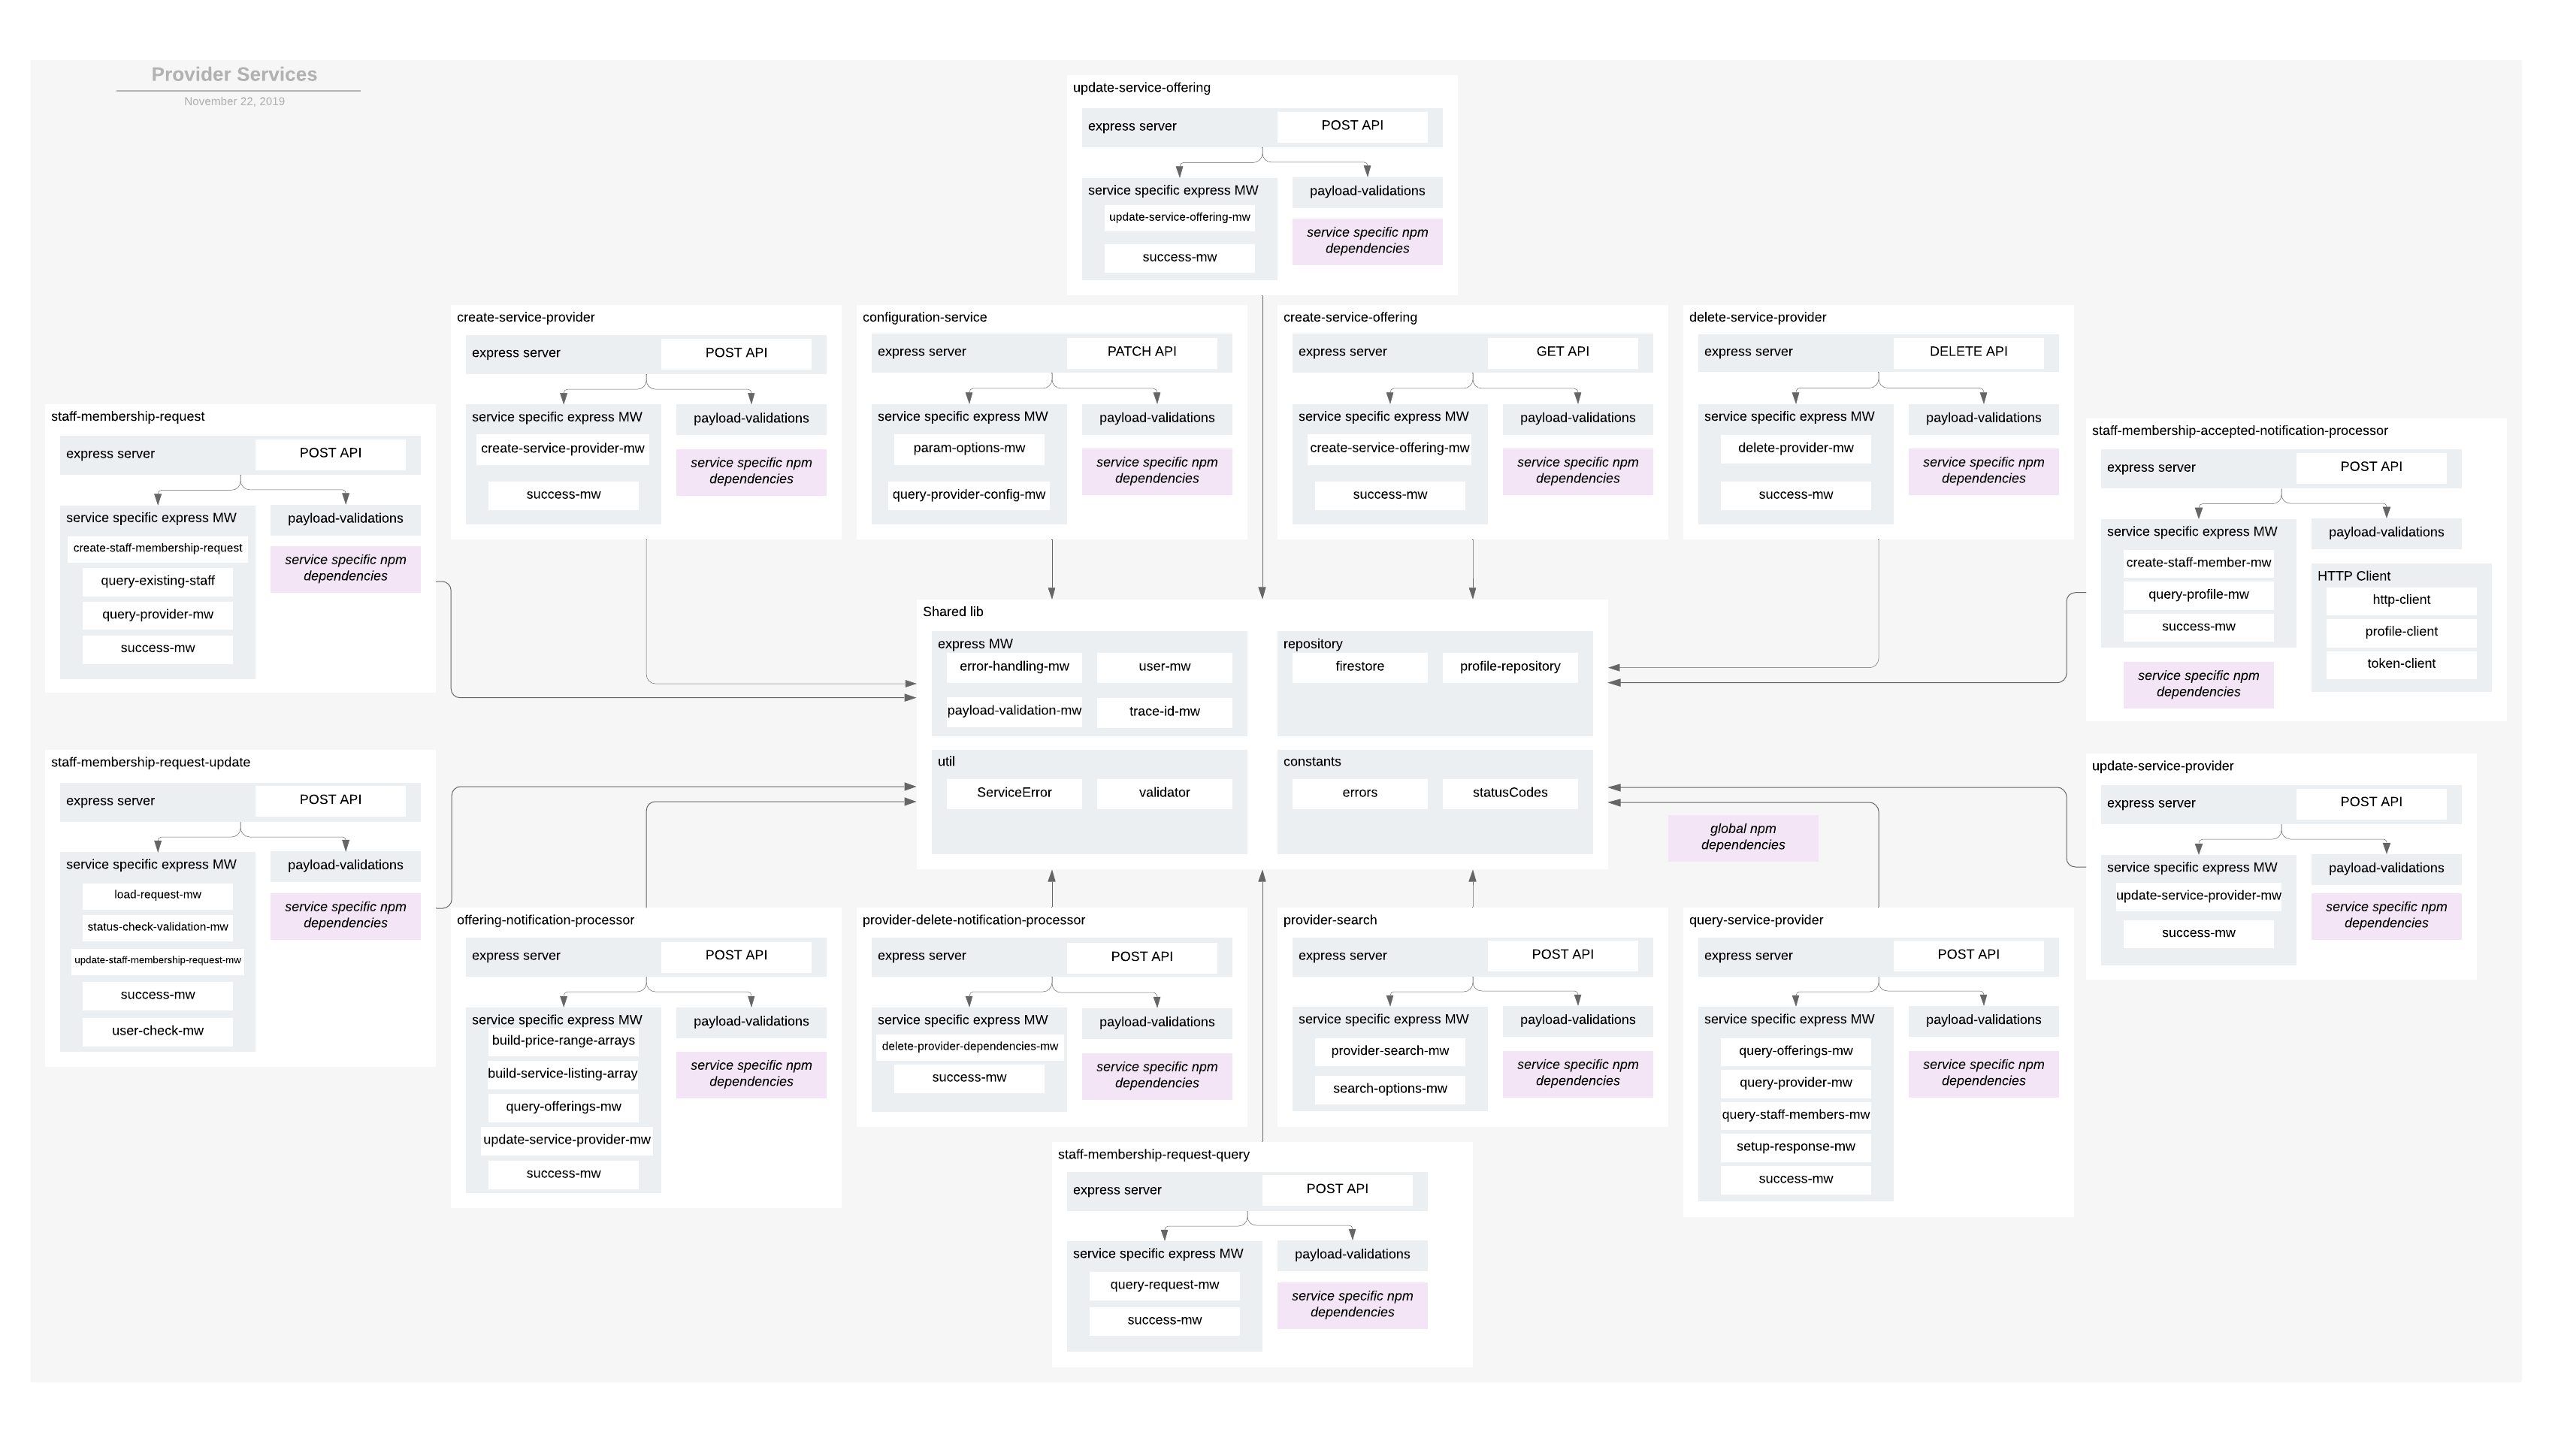 Provider Services
November 22, 2019
update-service-offering
express server
POST API
service specific express MW
payload-validations
update-service-offering-mw
service specific npm
dependencies
success-mw
create-service-provider
express server
POST API
service specific express MW
payload-validations
create-service-provider-mw
service specific npm
dependencies
success-mw
configuration-service
express server
PATCH API
service specific express MW
payload-validations
param-options-mw
service specific npm
dependencies
query-provider-config-mw
create-service-offering
express server
GET API
service specific express MW
payload-validations
create-service-offering-mw
service specific npm
dependencies
success-mw
delete-service-provider
express server
DELETE API
service specific express MW
payload-validations
delete-provider-mw
service specific npm
dependencies
success-mw
staff-membership-request
express server
POST API
service specific express MW
payload-validations
create-staff-membership-request
service specific npm
dependencies
query-existing-staff
query-provider-mw
success-mw
staff-membership-accepted-notification-processor
express server
POST API
service specific express MW
payload-validations
create-staff-member-mw
query-profile-mw
success-mw
HTTP Client
http-client
profile-client
token-client
service specific npm
dependencies
Shared lib
express MW
error-handling-mw
user-mw
payload-validation-mw
trace-id-mw
repository
firestore
profile-repository
util
ServiceError
validator
constants
errors
statusCodes
global npm
dependencies
staff-membership-request-update
express server
POST API
service specific express MW
payload-validations
load-request-mw
service specific npm
dependencies
status-check-validation-mw
update-staff-membership-request-mw
success-mw
user-check-mw
update-service-provider
express server
POST API
service specific express MW
payload-validations
update-service-provider-mw
service specific npm
dependencies
success-mw
offering-notification-processor
express server
POST API
service specific express MW
payload-validations
build-price-range-arrays
service specific npm
dependencies
build-service-listing-array
query-offerings-mw
update-service-provider-mw
success-mw
provider-delete-notification-processor
express server
POST API
service specific express MW
payload-validations
delete-provider-dependencies-mw
service specific npm
dependencies
success-mw
provider-search
express server
POST API
service specific express MW
payload-validations
provider-search-mw
service specific npm
dependencies
search-options-mw
query-service-provider
express server
POST API
service specific express MW
payload-validations
query-offerings-mw
service specific npm
dependencies
query-provider-mw
query-staff-members-mw
setup-response-mw
success-mw
staff-membership-request-query
express server
POST API
service specific express MW
payload-validations
query-request-mw
service specific npm
dependencies
success-mw